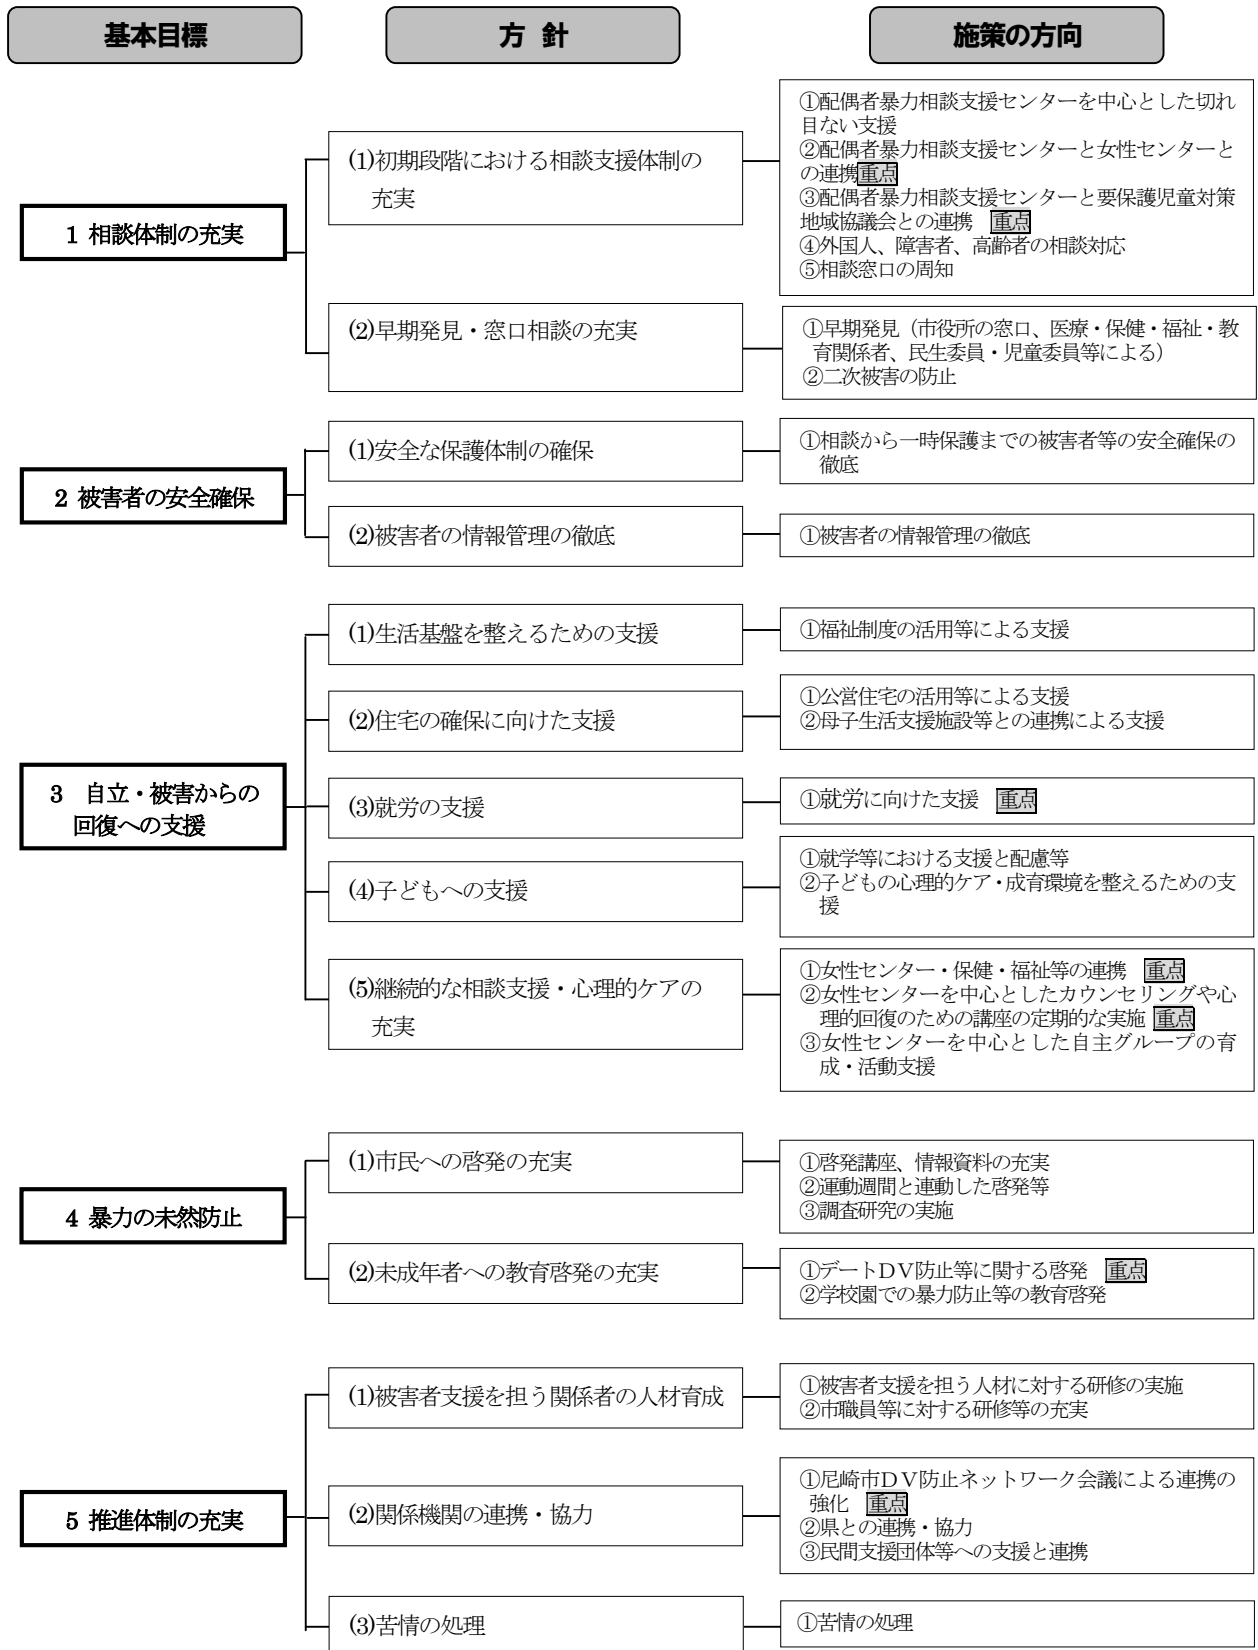 基本目標
方 針
施策の方向
1 相談体制の充実
(1)初期段階における相談支援体制の
充実
①配偶者暴力相談支援センターを中心とした切れ
目ない支援
②配偶者暴力相談支援センターと女性センターと
の連携重点
③配偶者暴力相談支援センターと要保護児童対策
地域協議会との連携 重点
④外国人、障害者、高齢者の相談対応
⑤相談窓口の周知
(2)早期発見・窓口相談の充実
①早期発見（市役所の窓口、医療・保健・福祉・教
育関係者、民生委員・児童委員等による）
②二次被害の防止
2 被害者の安全確保
(1)安全な保護体制の確保
①相談から一時保護までの被害者等の安全確保の
徹底
(2)被害者の情報管理の徹底
①被害者の情報管理の徹底
3 自立・被害からの
回復への支援
(1)生活基盤を整えるための支援
①福祉制度の活用等による支援
(2)住宅の確保に向けた支援
①公営住宅の活用等による支援
②母子生活支援施設等との連携による支援
(3)就労の支援
①就労に向けた支援 重点
(4)子どもへの支援
①就学等における支援と配慮等
②子どもの心理的ケア・成育環境を整えるための支
援
(5)継続的な相談支援・心理的ケアの
充実
①女性センター・保健・福祉等の連携 重点
②女性センターを中心としたカウンセリングや心
理的回復のための講座の定期的な実施 重点
③女性センターを中心とした自主グループの育
成・活動支援
4 暴力の未然防止
(1)市民への啓発の充実
①啓発講座、情報資料の充実
②運動週間と連動した啓発等
③調査研究の実施
(2)未成年者への教育啓発の充実
①デートＤＶ防止等に関する啓発 重点
②学校園での暴力防止等の教育啓発
5 推進体制の充実
(1)被害者支援を担う関係者の人材育成
①被害者支援を担う人材に対する研修の実施
②市職員等に対する研修等の充実
(2)関係機関の連携・協力
①尼崎市ＤＶ防止ネットワーク会議による連携の
強化 重点
②県との連携・協力
③民間支援団体等への支援と連携
(3)苦情の処理
①苦情の処理